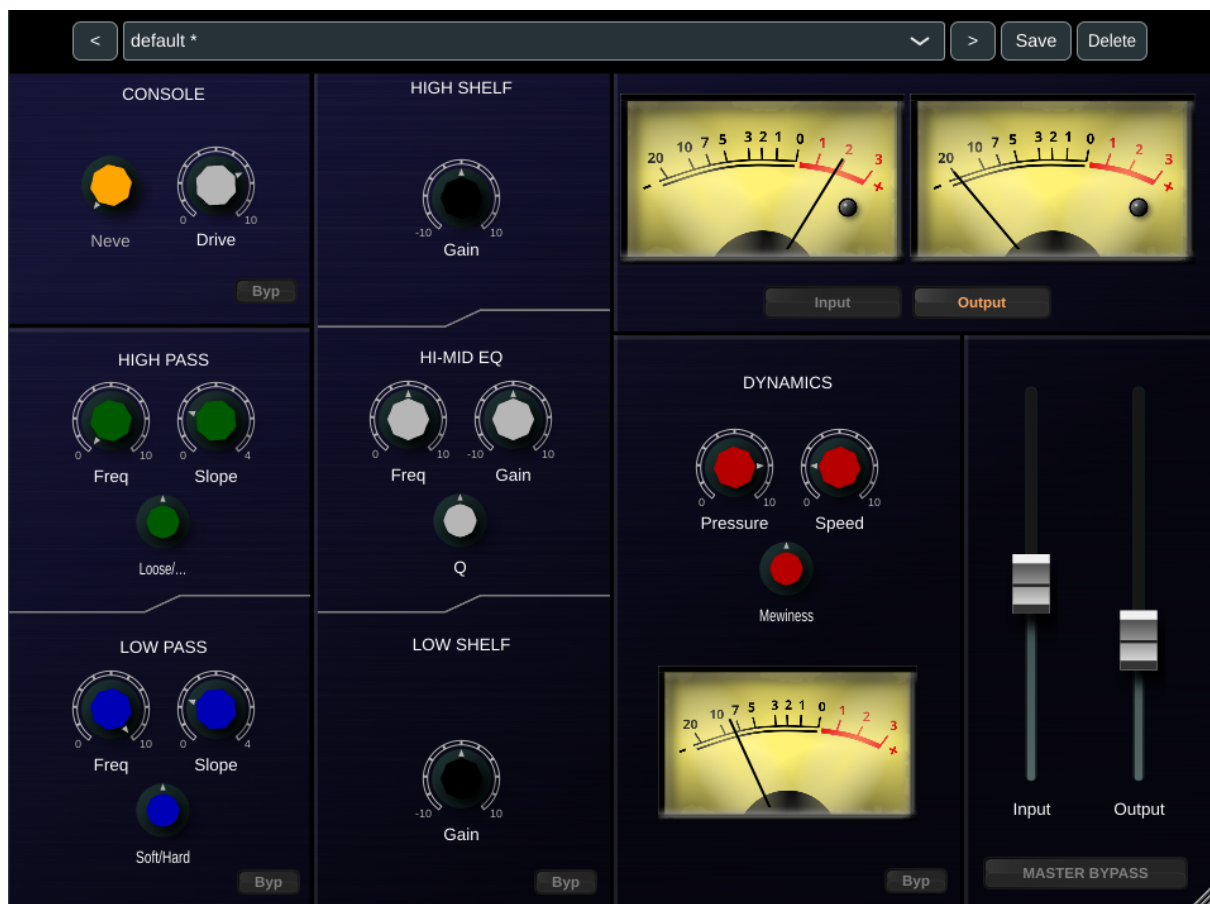 <
default *
>
Save
Delete
CONSOLE
0 10
Neve
Drive
Byp
HIGH SHELF
-10 10
Gain
20 10 7 5 3 2 1 0 1 2 3
- +
20 10 7 5 3 2 1 0 1 2 3
- +
Input
Output
HIGH PASS
0 10
0 4
Freq
Slope
Loose/...
HI-MID EQ
0 10
-10 10
Freq
Gain
Q
DYNAMICS
0 10
0 10
Pressure
Speed
Mewiness
20 10 7 5 3 2 1 0 1 2 3
- +
Byp
LOW PASS
0 10
0 4
Freq
Slope
Soft/Hard
Byp
LOW SHELF
-10 10
Gain
Byp
Input
Output
MASTER BYPASS